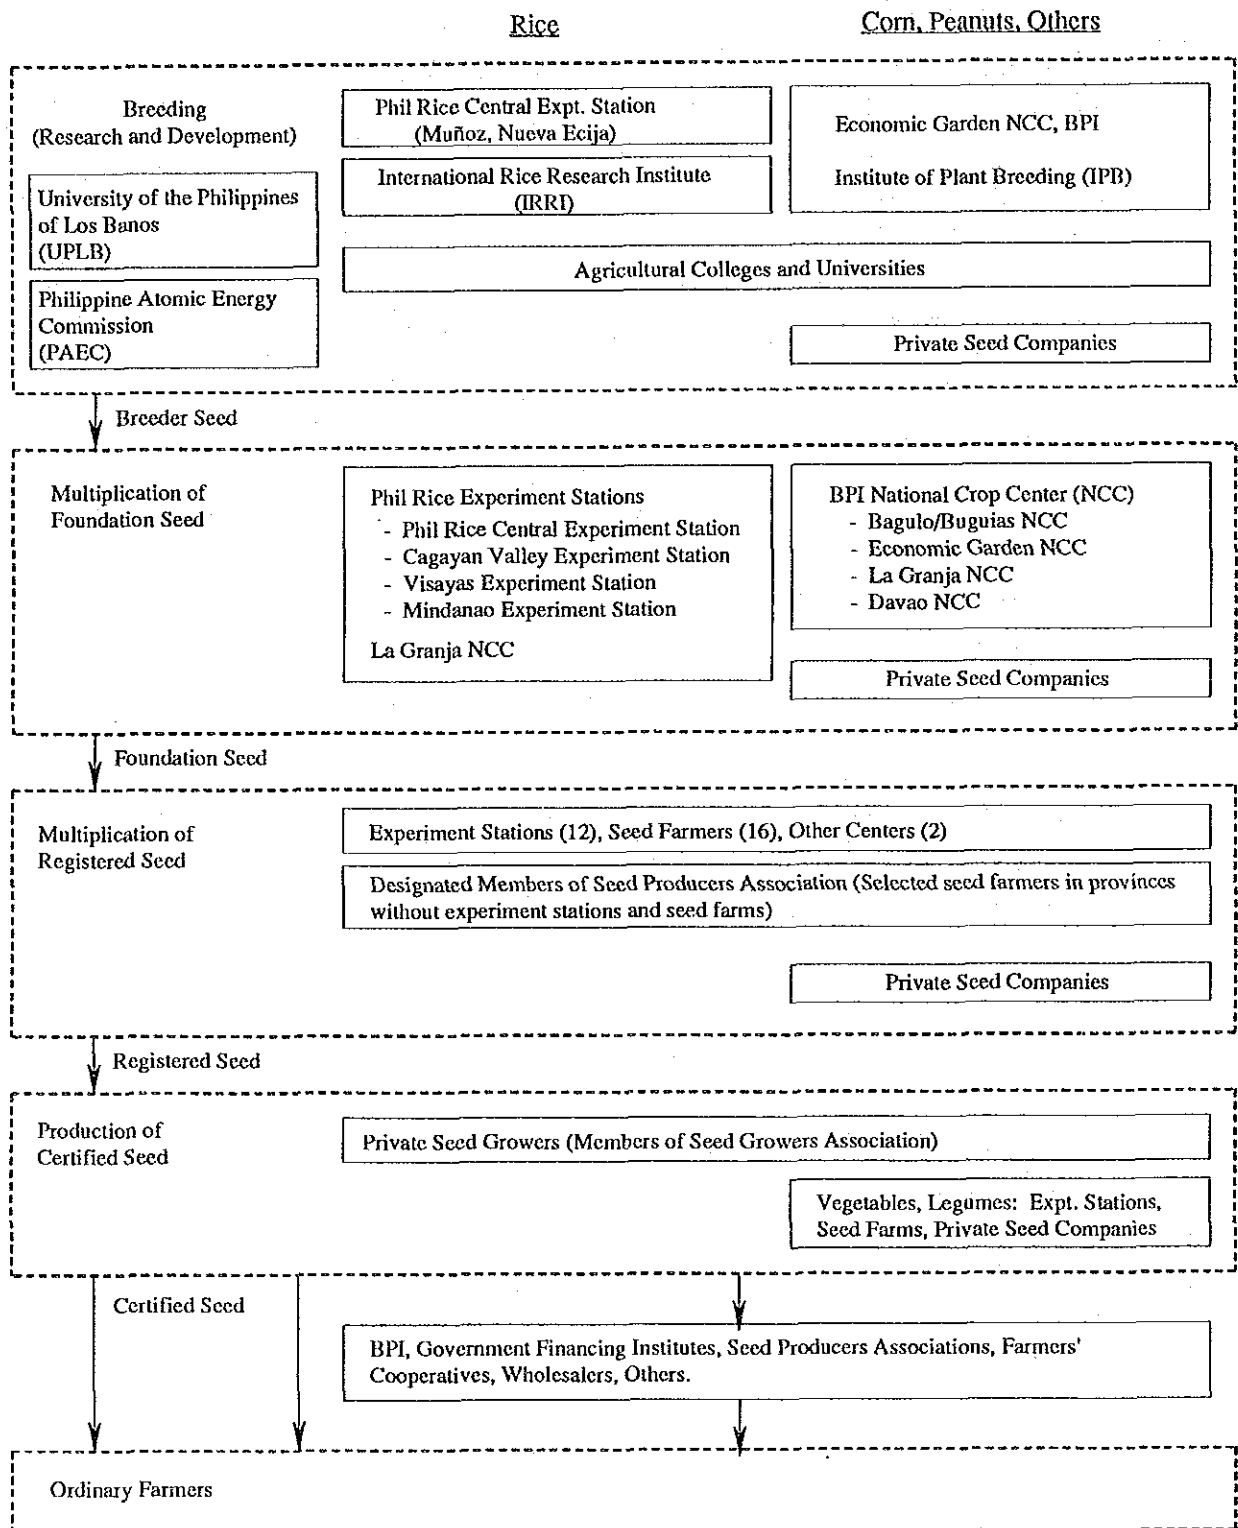 Rice
Corn, Peanuts, Others
Breeding
(Research and Development)
University of the Philippines
of Los Banos
(UPLB)
Philippine Atomic Energy
Commission
(PAEC)
Phil Rice Central Expt. Station
(Muñoz, Nueva Ecija)
International Rice Research Institute
(IRRI)
Economic Garden NCC, BPI
Institute of Plant Breeding (IPB)
Agricultural Colleges and Universities
Private Seed Companies
Breeder Seed
Multiplication of
Foundation Seed
Phil Rice Experiment Stations
- Phil Rice Central Experiment Station
- Cagayan Valley Experiment Station
- Visayas Experiment Station
- Mindanao Experiment Station
La Granja NCC
BPI National Crop Center (NCC)
- Bagulo/Buguias NCC
- Economic Garden NCC
- La Granja NCC
- Davao NCC
Private Seed Companies
Foundation Seed
Multiplication of
Registered Seed
Experiment Stations (12), Seed Farmers (16), Other Centers (2)
Designated Members of Seed Producers Association (Selected seed farmers in provinces
without experiment stations and seed farms)
Private Seed Companies
Registered Seed
Production of
Certified Seed
Private Seed Growers (Members of Seed Growers Association)
Vegetables, Legumes: Expt. Stations,
Seed Farms, Private Seed Companies
Certified Seed
BPI, Government Financing Institutes, Seed Producers Associations, Farmers'
Cooperatives, Wholesalers, Others.
Ordinary Farmers